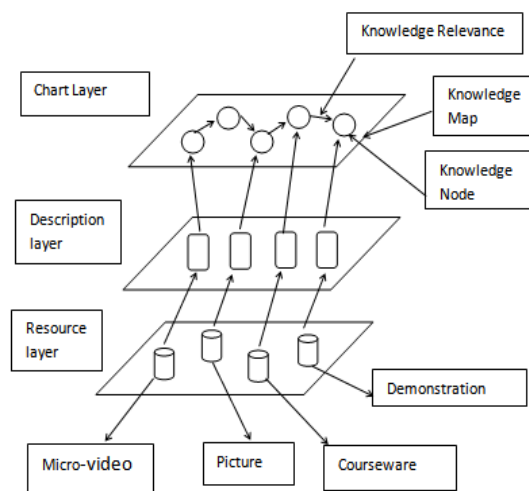 Knowledge Relevance
Chart Layer
Knowledge
Map
Knowledge
Node
Description
layer
Resource
layer
Demonstration
Micro-video
Picture
Courseware